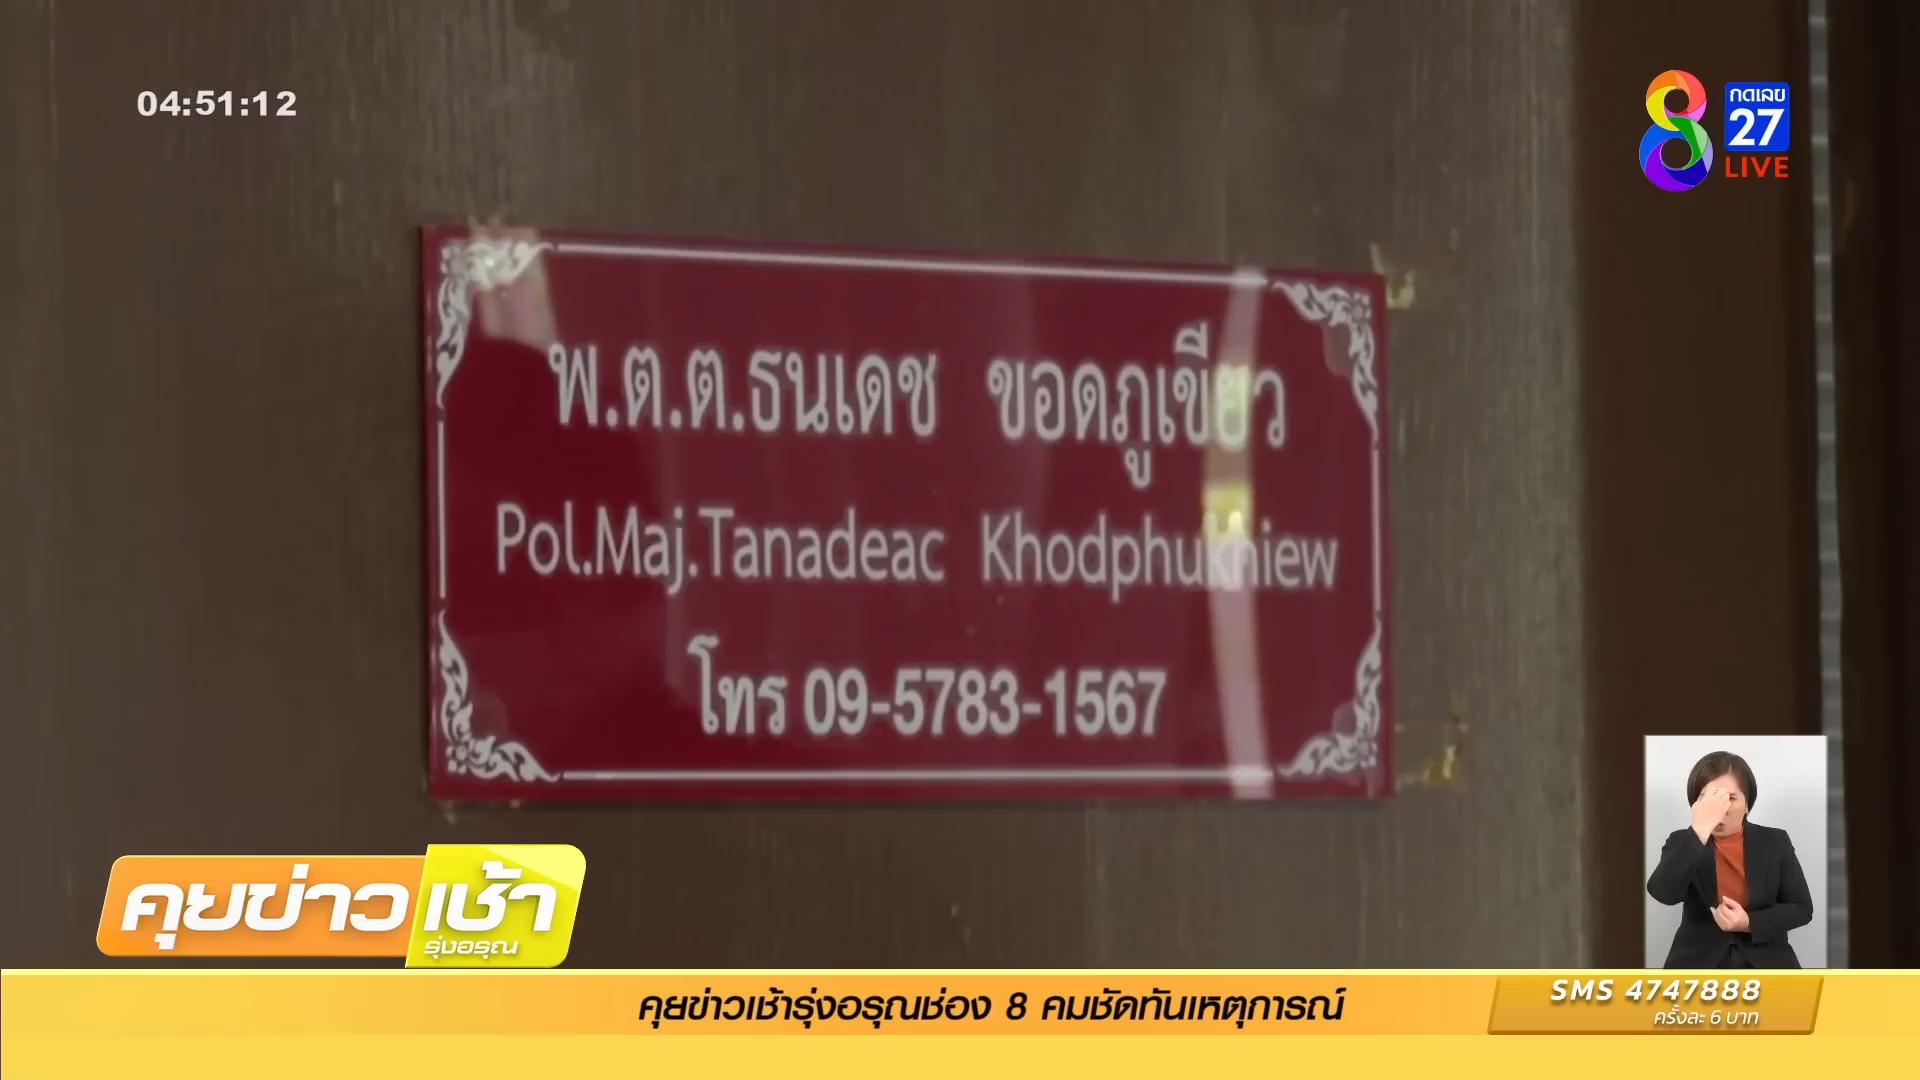 04:51:12
กดเลข
8 27
LIVE
พ.ต.ต.ธนเดช ขอดภูเขียว
Pol.Maj.Tanadeac Khodphukhiew
โทร 09-5783-1567
คุยข่าวเช้า
รุ่งอรุณ
คุยข่าวเช้ารุ่งอรุณช่อง 8 คมชัดทันเหตุการณ์
SMS 4747888
ครั้งละ 6 บาท